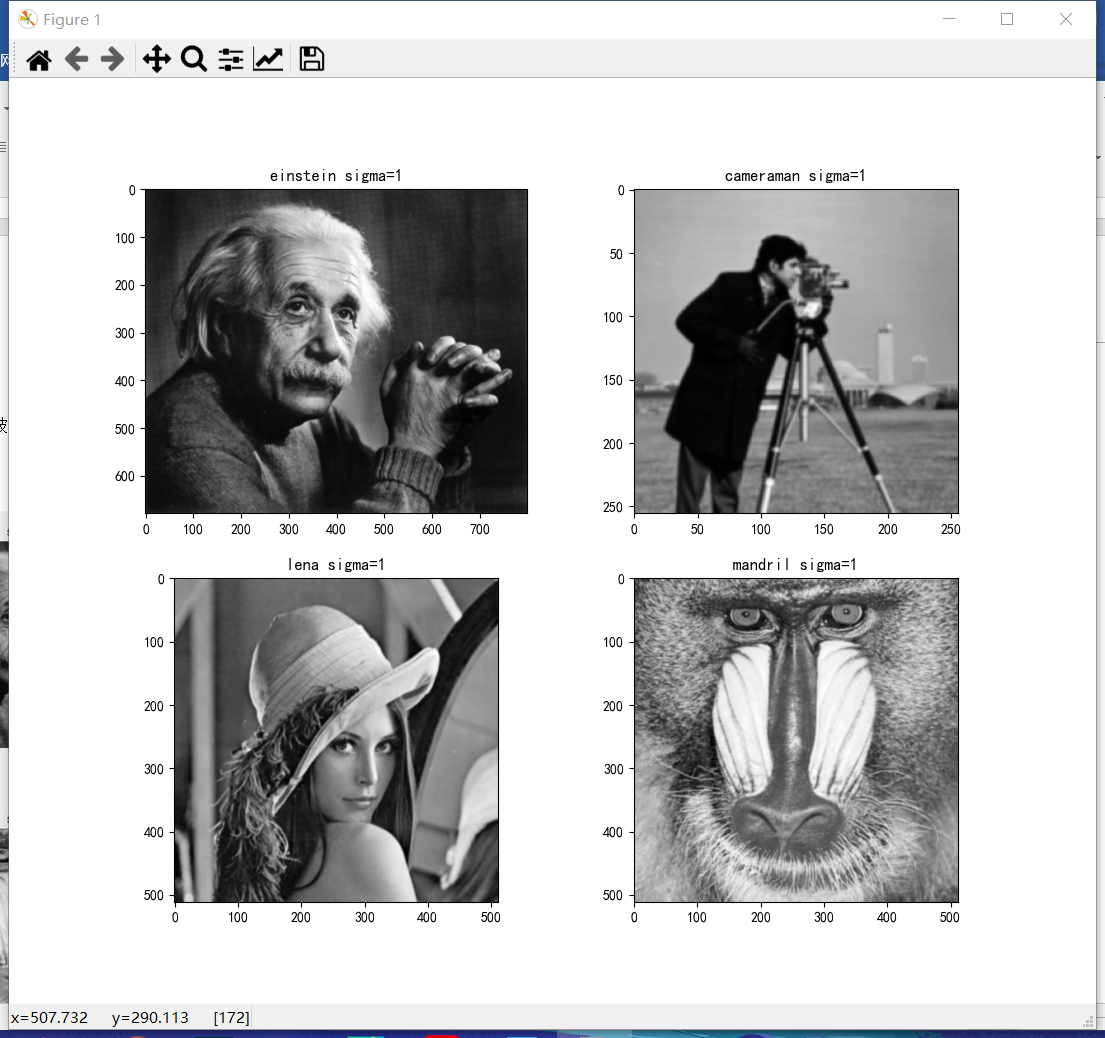 Figure 1
einstein sigma=1
0
100
200
300
400
500
600
0 100 200 300 400 500 600 700
cameraman sigma=1
0
50
100
150
200
250
0 50 100 150 200 250
lena sigma=1
0
100
200
300
400
500
0 100 200 300 400 500
mandril sigma=1
0
100
200
300
400
500
0 100 200 300 400 500
x=507.732 y=290.113 [172]